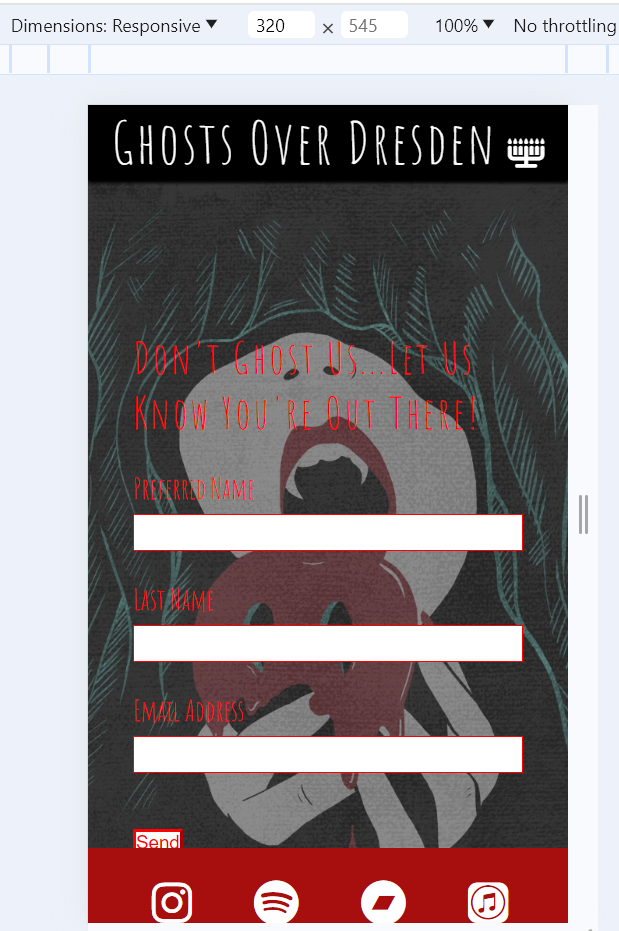 Dimensions: Responsive 320 × 545 100% No throttling
Ghosts Over Dresden
Don't Ghost Us...Let Us
Know You're Out There!
Preferred Name
Last Name
Email Address
Send